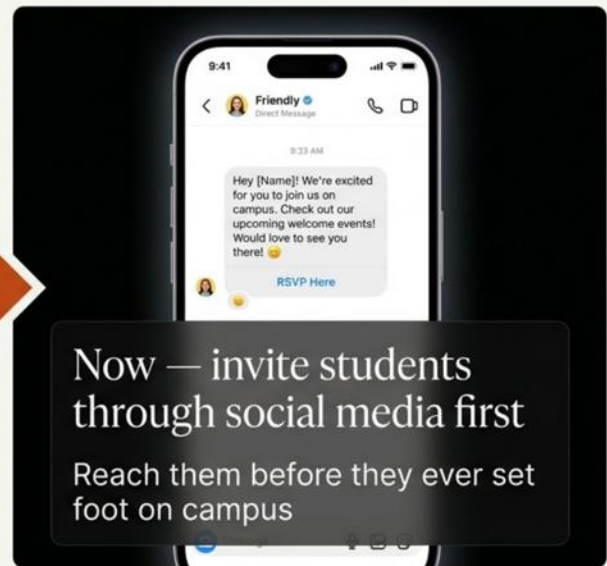 9:41
Friendly
Direct Message
9:33 AM
Hey [Name]! We're excited
for you to join us on
campus. Check out our
upcoming welcome events!
Would love to see you
there! 😊
RSVP Here
Now — invite students
through social media first
Reach them before they ever set
foot on campus